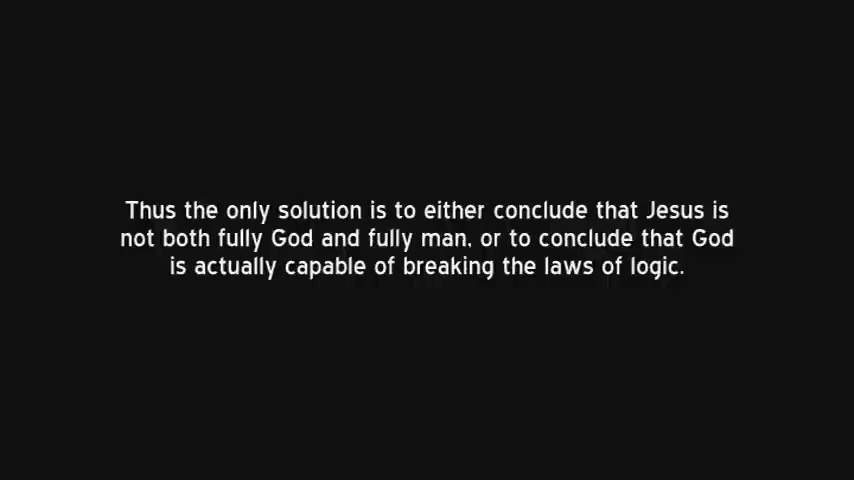 Thus the only solution is to either conclude that Jesus is
not both fully God and fully man, or to conclude that God
is actually capable of breaking the laws of logic.